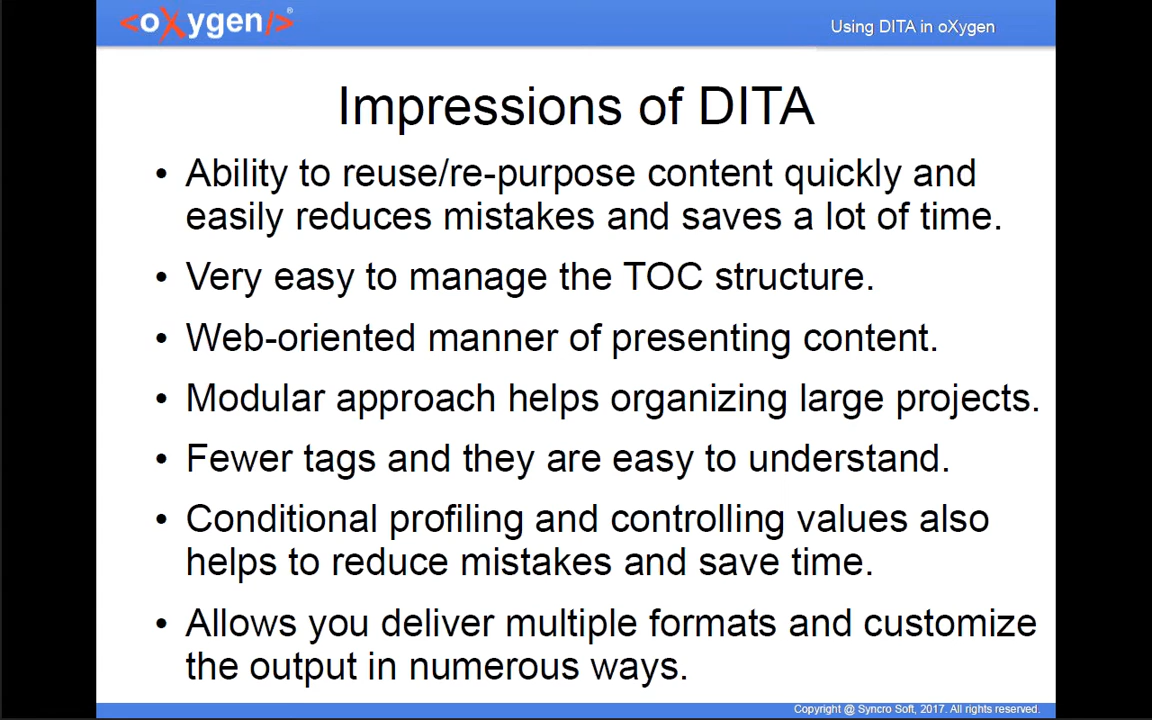 <oXygen/>®
Using DITA in oXygen
Impressions of DITA
• Ability to reuse/re-purpose content quickly and
easily reduces mistakes and saves a lot of time.
• Very easy to manage the TOC structure.
• Web-oriented manner of presenting content.
• Modular approach helps organizing large projects.
• Fewer tags and they are easy to understand.
• Conditional profiling and controlling values also
helps to reduce mistakes and save time.
• Allows you deliver multiple formats and customize
the output in numerous ways.
Copyright @ Syncro Soft, 2017. All rights reserved.